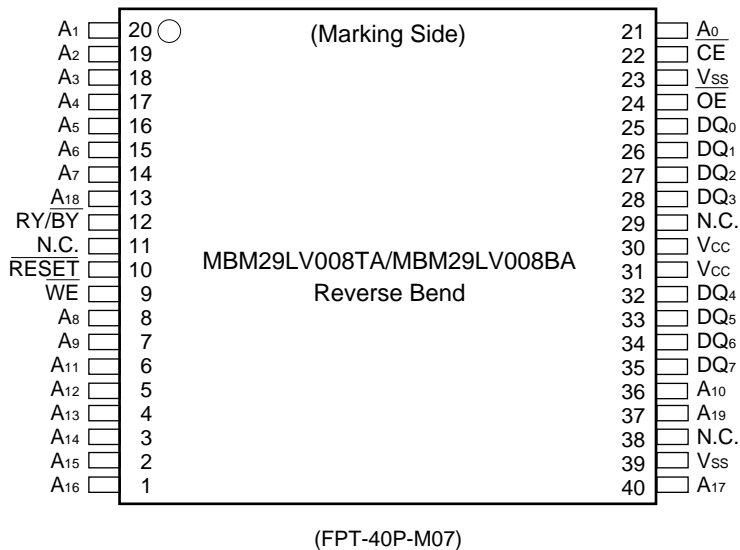 (Marking Side)
A1 20 21 A0
A2 19 22 CE
A3 18 23 VSS
A4 17 24 OE
A5 16 25 DQ0
A6 15 26 DQ1
A7 14 27 DQ2
A18 13 28 DQ3
RY/BY 12 29 N.C.
N.C. 11 30 VCC
RESET 10 31 VCC
WE 9 32 DQ4
A8 8 33 DQ5
A9 7 34 DQ6
A11 6 35 DQ7
A12 5 36 A10
A13 4 37 A19
A14 3 38 N.C.
A15 2 39 VSS
A16 1 40 A17
MBM29LV008TA/MBM29LV008BA
Reverse Bend
(FPT-40P-M07)